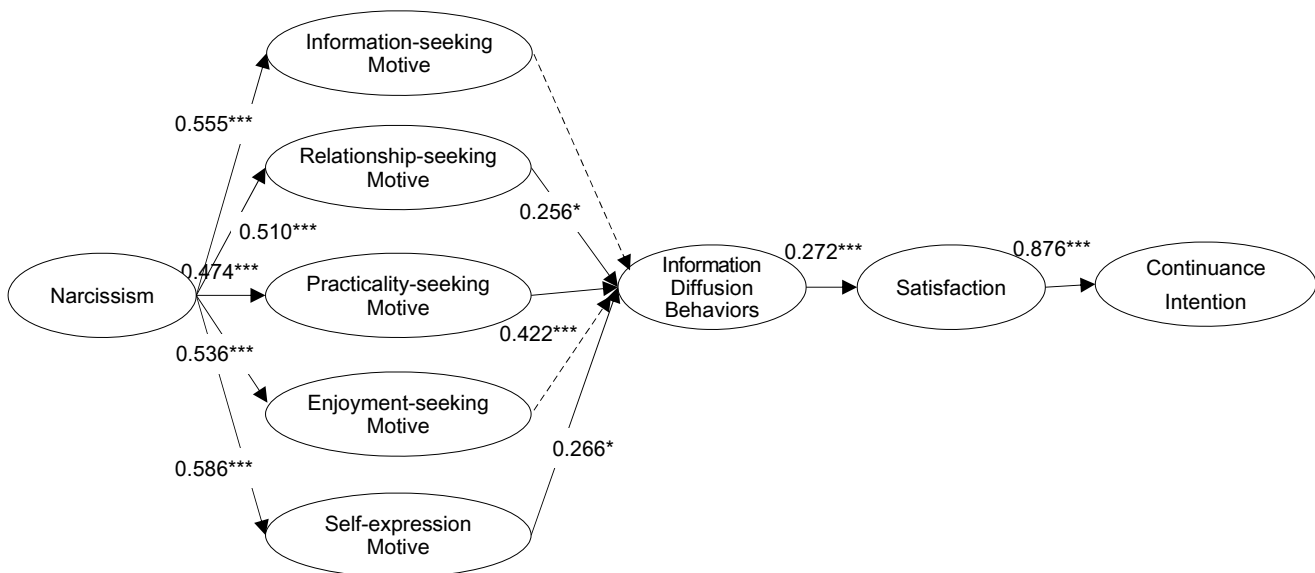 Information-seeking
Motive
0.555***
Relationship-seeking
Motive
0.256*
0.510***
0.474***
Narcissism
Practicality-seeking
Motive
0.422***
Information
Diffusion
Behaviors
0.272***
Satisfaction
0.876***
Continuance
Intention
0.536***
Enjoyment-seeking
Motive
0.266*
0.586***
Self-expression
Motive